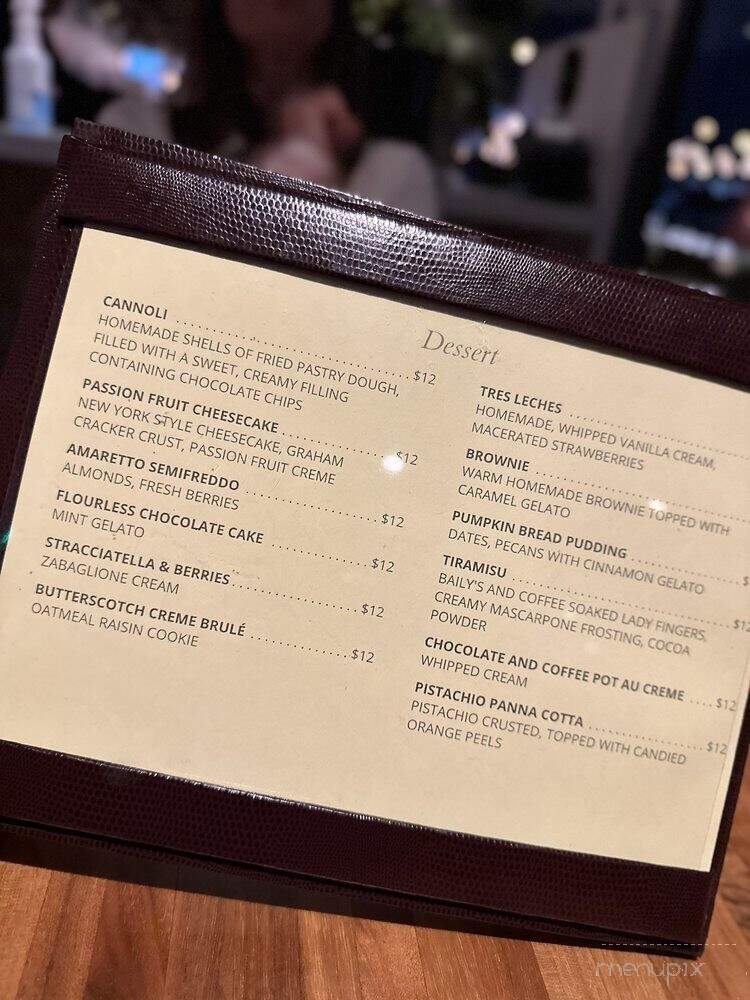 Dessert
CANNOLI ........ $12
HOMEMADE SHELLS OF FRIED PASTRY DOUGH,
FILLED WITH A SWEET, CREAMY FILLING
CONTAINING CHOCOLATE CHIPS
PASSION FRUIT CHEESECAKE ........ $12
NEW YORK STYLE CHEESECAKE, GRAHAM
CRACKER CRUST, PASSION FRUIT CREME
AMARETTO SEMIFREDDO ........ $12
ALMONDS, FRESH BERRIES
FLOURLESS CHOCOLATE CAKE ........ $12
MINT GELATO
STRACCIATELLA & BERRIES ........ $12
ZABAGLIONE CREAM
BUTTERSCOTCH CREME BRULÉ ........ $12
OATMEAL RAISIN COOKIE
TRES LECHES ........
HOMEMADE, WHIPPED VANILLA CREAM,
MACERATED STRAWBERRIES
BROWNIE ........
WARM HOMEMADE BROWNIE TOPPED WITH
CARAMEL GELATO
PUMPKIN BREAD PUDDING ........ $
DATES, PECANS WITH CINNAMON GELATO
TIRAMISU ........ $12
BAILY'S AND COFFEE SOAKED LADY FINGERS,
CREAMY MASCARPONE FROSTING, COCOA
POWDER
CHOCOLATE AND COFFEE POT AU CREME .... $12
WHIPPED CREAM
PISTACHIO PANNA COTTA ........ $12
PISTACHIO CRUSTED, TOPPED WITH CANDIED
ORANGE PEELS
menupix